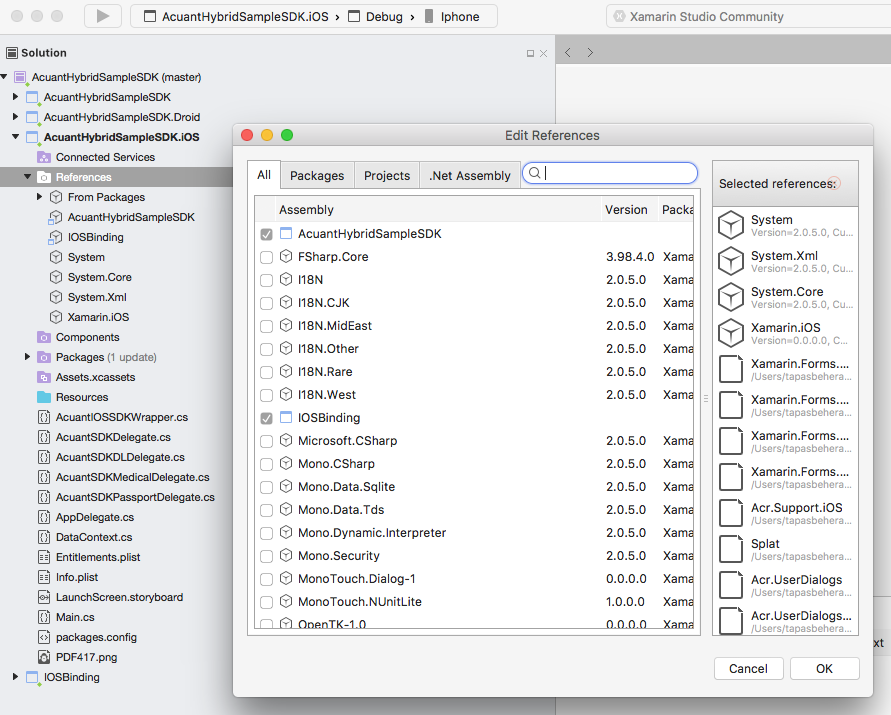 AcuantHybridSampleSDK.iOS › Debug › Iphone
Xamarin Studio Community
Solution
AcuantHybridSampleSDK (master)
AcuantHybridSampleSDK
AcuantHybridSampleSDK.Droid
AcuantHybridSampleSDK.iOS
Connected Services
References
From Packages
AcuantHybridSampleSDK
IOSBinding
System
System.Core
System.Xml
Xamarin.iOS
Components
Packages (1 update)
Assets.xcassets
Resources
AcuantIOSSDKWrapper.cs
AcuantSDKDelegate.cs
AcuantSDKDLDelegate.cs
AcuantSDKMedicalDelegate.cs
AcuantSDKPassportDelegate.cs
AppDelegate.cs
DataContext.cs
Entitlements.plist
Info.plist
LaunchScreen.storyboard
Main.cs
packages.config
PDF417.png
IOSBinding
Edit References
All Packages Projects .Net Assembly
Assembly Version Packa
AcuantHybridSampleSDK
FSharp.Core 3.98.4.0 Xama
I18N 2.0.5.0 Xama
I18N.CJK 2.0.5.0 Xama
I18N.MidEast 2.0.5.0 Xama
I18N.Other 2.0.5.0 Xama
I18N.Rare 2.0.5.0 Xama
I18N.West 2.0.5.0 Xama
IOSBinding
Microsoft.CSharp 2.0.5.0 Xama
Mono.CSharp 2.0.5.0 Xama
Mono.Data.Sqlite 2.0.5.0 Xama
Mono.Data.Tds 2.0.5.0 Xama
Mono.Dynamic.Interpreter 2.0.5.0 Xama
Mono.Security 2.0.5.0 Xama
MonoTouch.Dialog-1 0.0.0.0 Xama
MonoTouch.NUnitLite 1.0.0.0 Xama
OpenTK-1.0 0.0.0.0 Xama
Selected references:
System
Version=2.0.5.0, Cu...
System.Xml
Version=2.0.5.0, Cu...
System.Core
Version=2.0.5.0, Cu...
Xamarin.iOS
Version=0.0.0.0, C...
Xamarin.Forms....
/Users/tapasbehera...
Xamarin.Forms....
/Users/tapasbehera...
Xamarin.Forms....
/Users/tapasbehera...
Xamarin.Forms....
/Users/tapasbehera...
Acr.Support.iOS
/Users/tapasbehera...
Splat
/Users/tapasbehera...
Acr.UserDialogs
/Users/tapasbehera...
Acr.UserDialogs...
/Users/tapasbehera...
xt
Cancel OK